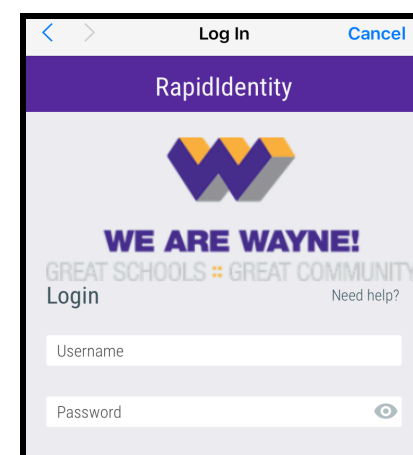 Log In Cancel
RapidIdentity
WE ARE WAYNE!
GREAT SCHOOLS :: GREAT COMMUNITY
Login Need help?
Username
Password